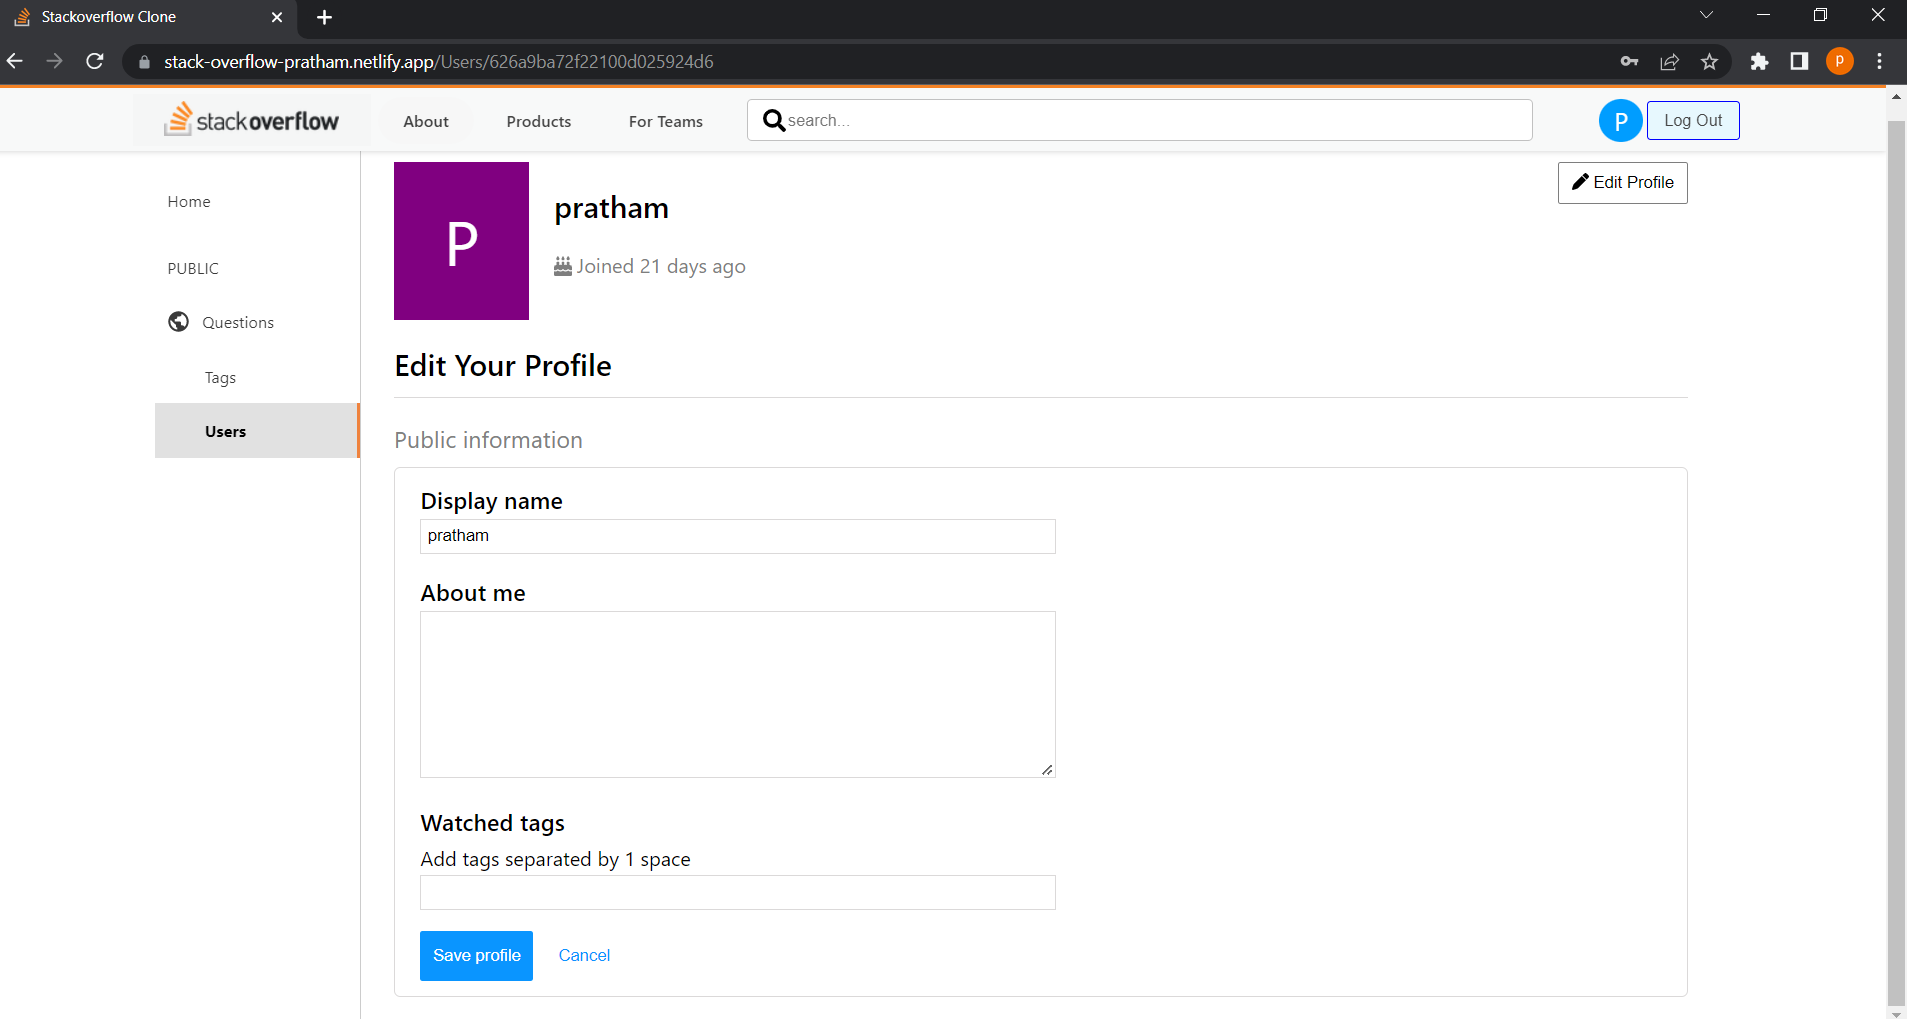 Stackoverflow Clone
stack-overflow-pratham.netlify.app/Users/626a9ba72f22100d025924d6
P
stackoverflow
About
Products
For Teams
search...
P
Log Out
Home
PUBLIC
Questions
Tags
Users
P
pratham
Joined 21 days ago
Edit Profile
Edit Your Profile
Public information
Display name
pratham
About me
Watched tags
Add tags separated by 1 space
Save profile
Cancel